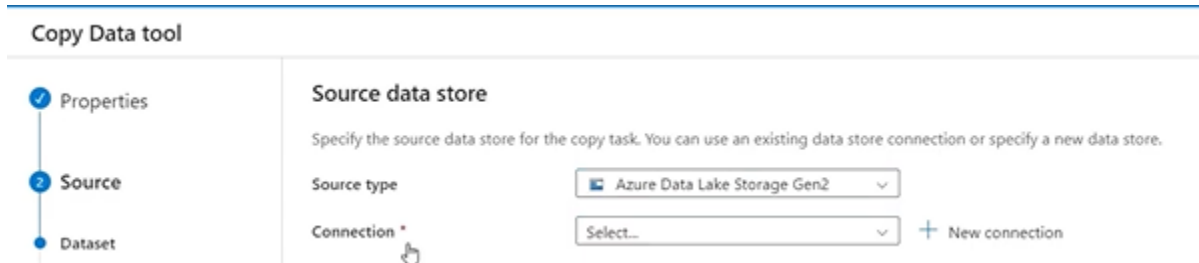 Copy Data tool
Properties
Source data store
Specify the source data store for the copy task. You can use an existing data store connection or specify a new data store.
2 Source
Source type Azure Data Lake Storage Gen2
Connection * Select... + New connection
Dataset